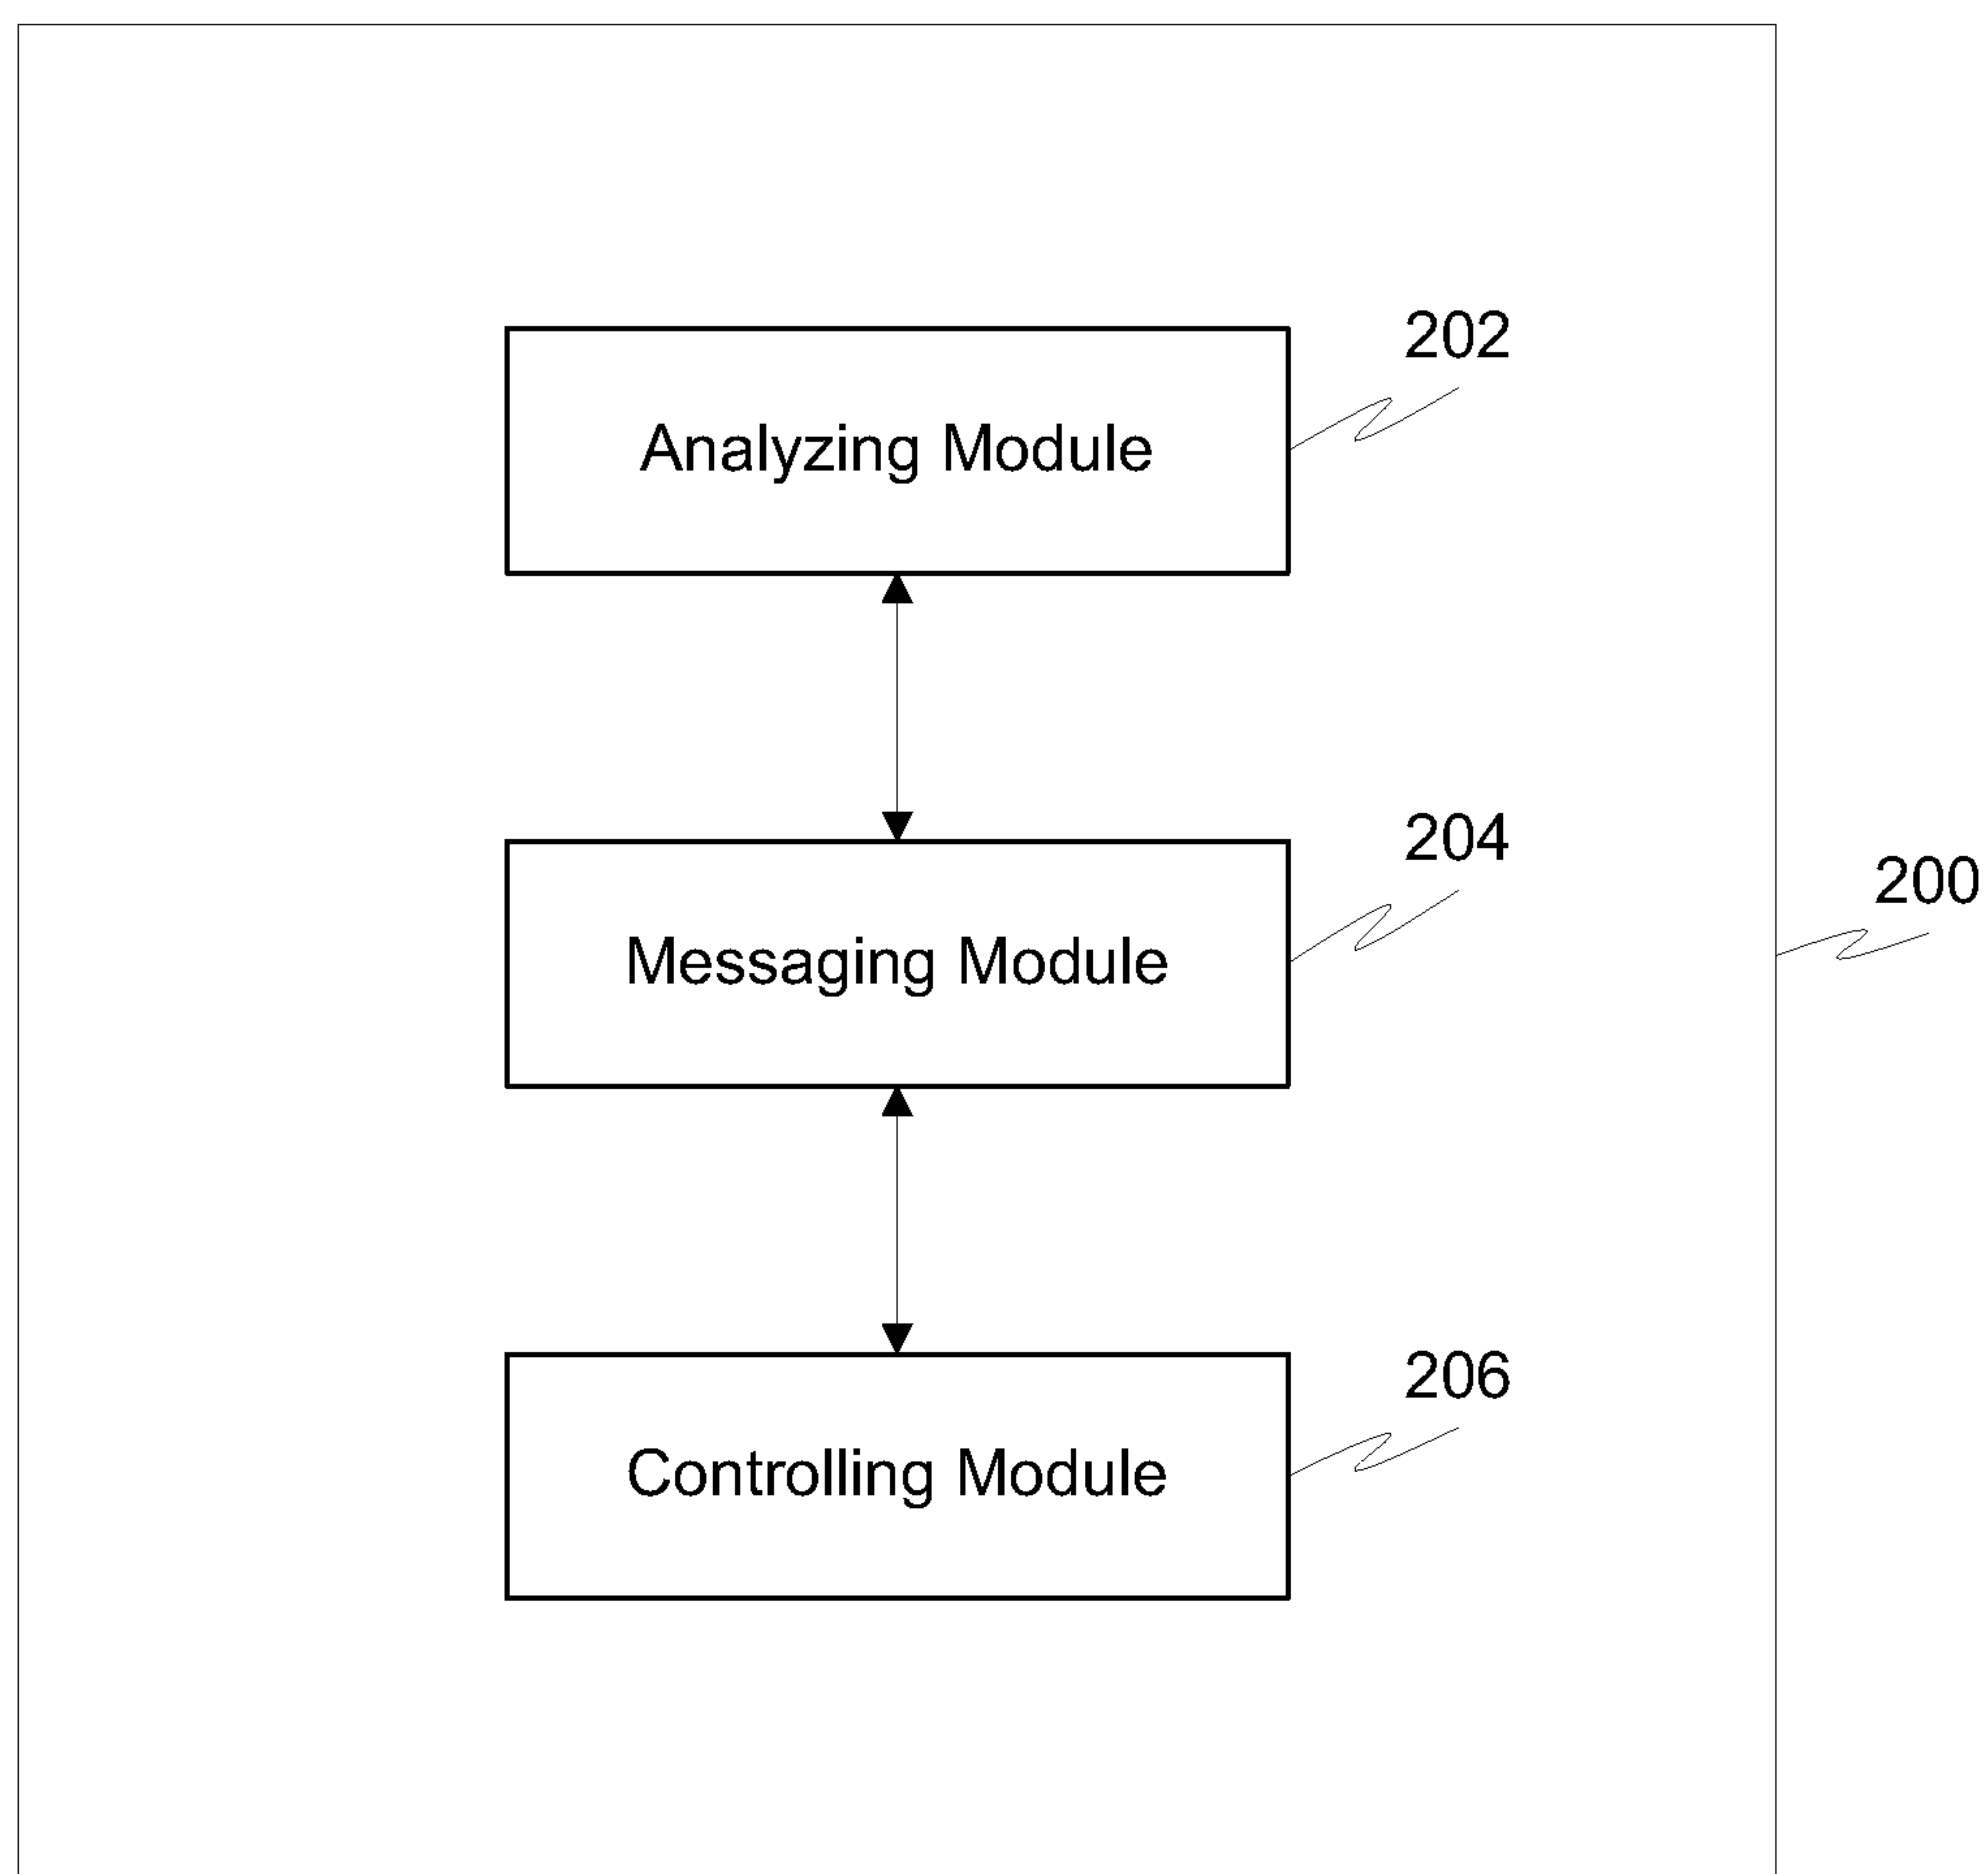 202
Analyzing Module
204
200
Messaging Module
206
Controlling Module